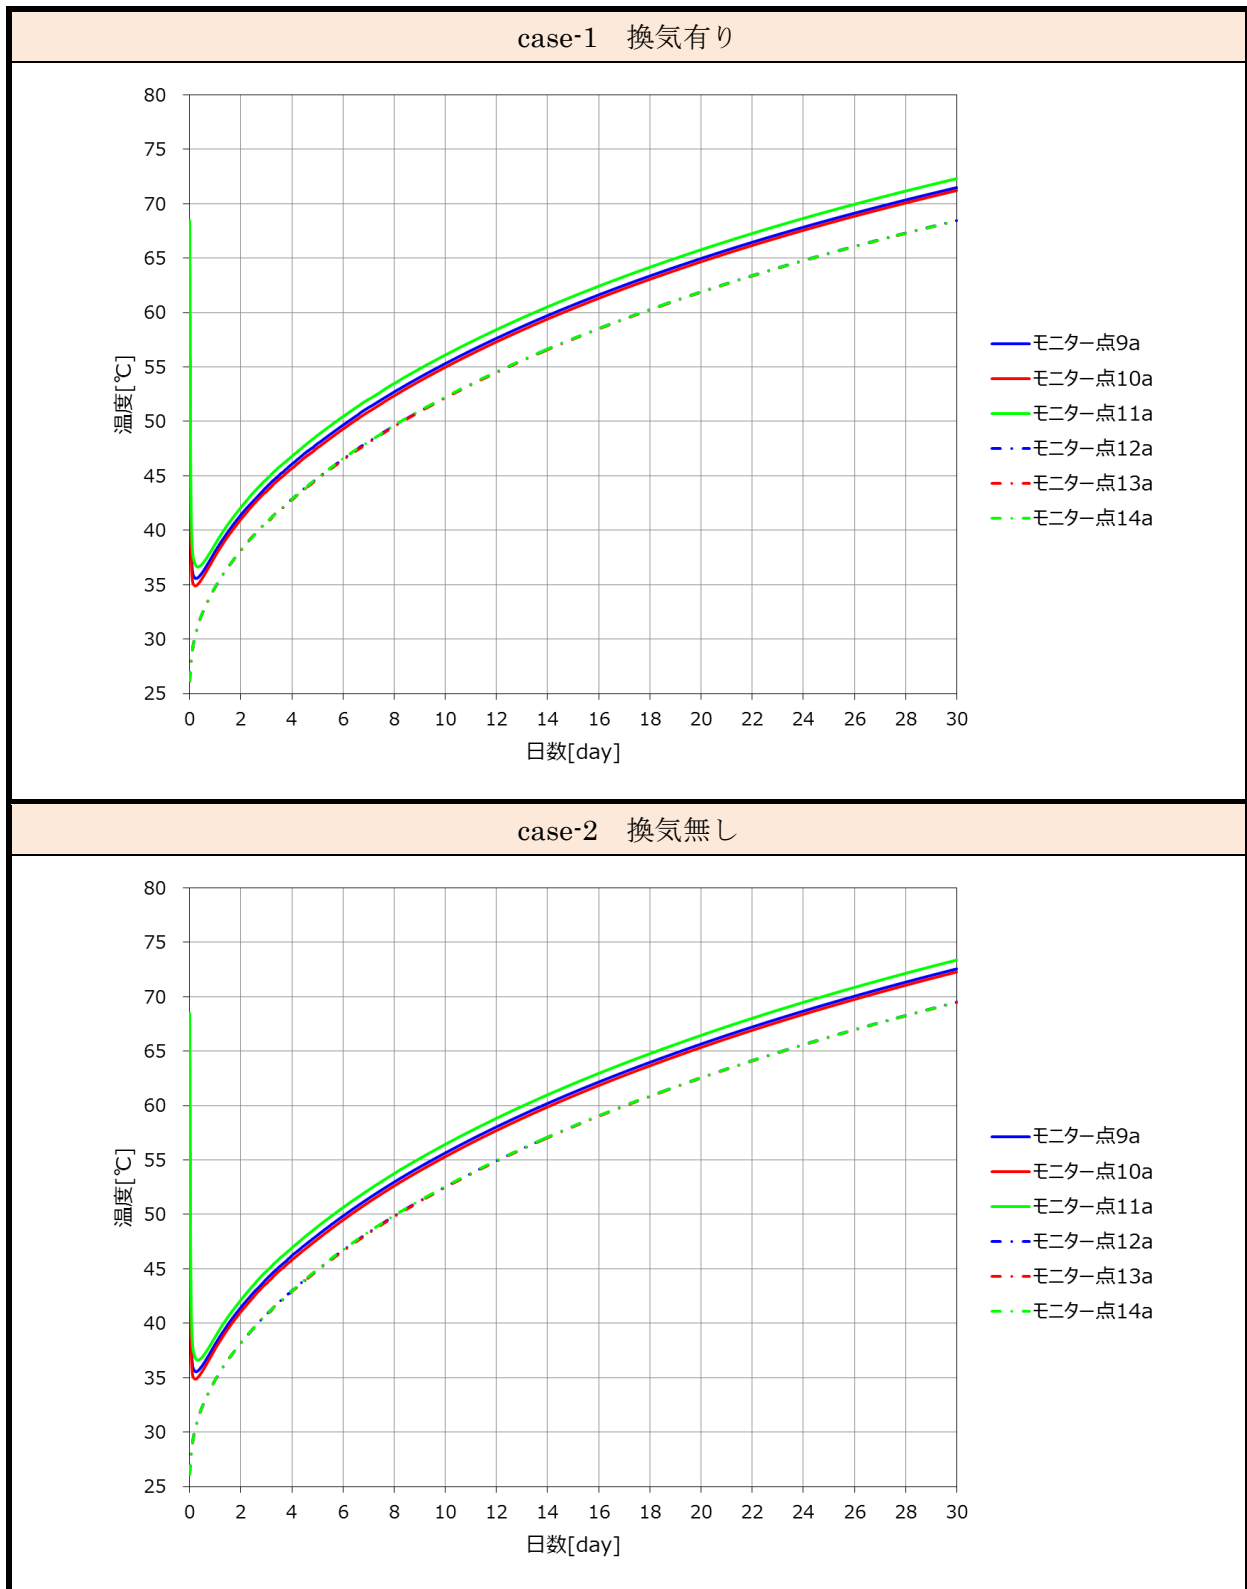 case-1　換気有り
80
75
70
65
60
55
50
45
40
35
30
25
温度[℃]
0 2 4 6 8 10 12 14 16 18 20 22 24 26 28 30
日数[day]
モニター点9a
モニター点10a
モニター点11a
モニター点12a
モニター点13a
モニター点14a
case-2　換気無し
80
75
70
65
60
55
50
45
40
35
30
25
温度[℃]
0 2 4 6 8 10 12 14 16 18 20 22 24 26 28 30
日数[day]
モニター点9a
モニター点10a
モニター点11a
モニター点12a
モニター点13a
モニター点14a